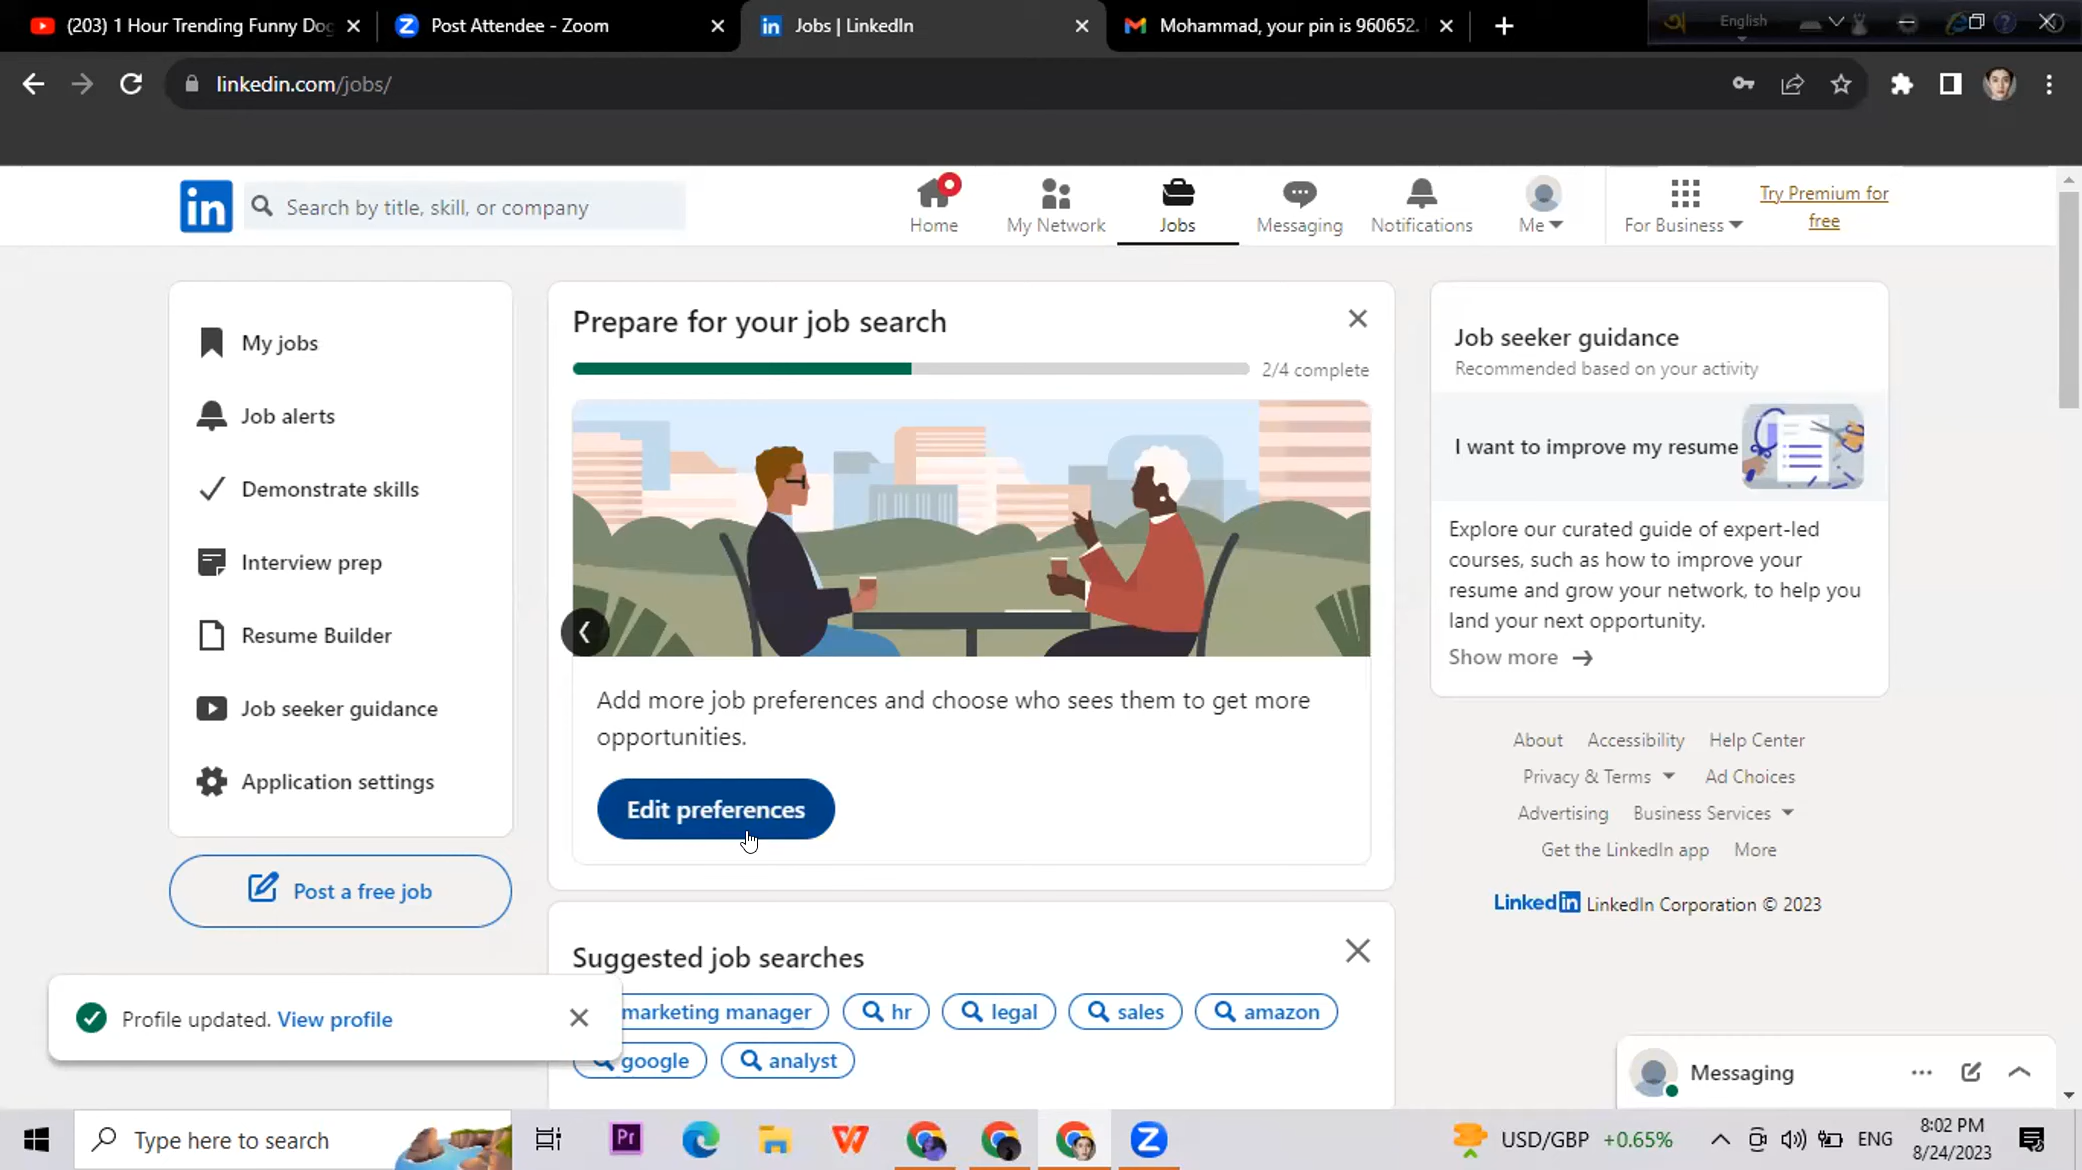 (203) 1 Hour Trending Funny Dog
Post Attendee - Zoom
Jobs | LinkedIn
Mohammad, your pin is 960652.
English
linkedin.com/jobs/
in
Search by title, skill, or company
Home
My Network
Jobs
Messaging
Notifications
Me
For Business
Try Premium for
free
My jobs
Job alerts
Demonstrate skills
Interview prep
Resume Builder
Job seeker guidance
Application settings
Post a free job
Prepare for your job search
2/4 complete
Add more job preferences and choose who sees them to get more
opportunities.
Edit preferences
Suggested job searches
marketing manager
hr
legal
sales
amazon
google
analyst
Job seeker guidance
Recommended based on your activity
I want to improve my resume
Explore our curated guide of expert-led
courses, such as how to improve your
resume and grow your network, to help you
land your next opportunity.
Show more
About Accessibility Help Center
Privacy & Terms Ad Choices
Advertising Business Services
Get the LinkedIn app More
LinkedIn LinkedIn Corporation © 2023
Profile updated. View profile
Messaging
Type here to search
Pr
USD/GBP +0.65%
ENG
8:02 PM
8/24/2023